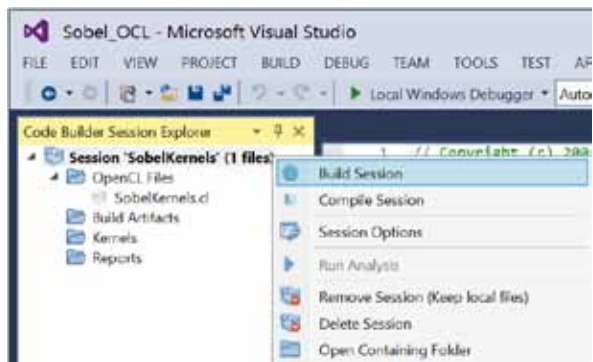 Sobel_OCL - Microsoft Visual Studio
FILE EDIT VIEW PROJECT BUILD DEBUG TEAM TOOLS TEST
Local Windows Debugger
Code Builder Session Explorer
Session 'SobelKernels' (1 files)
OpenCL Files
SobelKernels.cl
Build Artifacts
Kernels
Reports
1 // Copyright (c)
Build Session
Compile Session
Session Options
Run Analysis
Remove Session (Keep local files)
Delete Session
Open Containing Folder